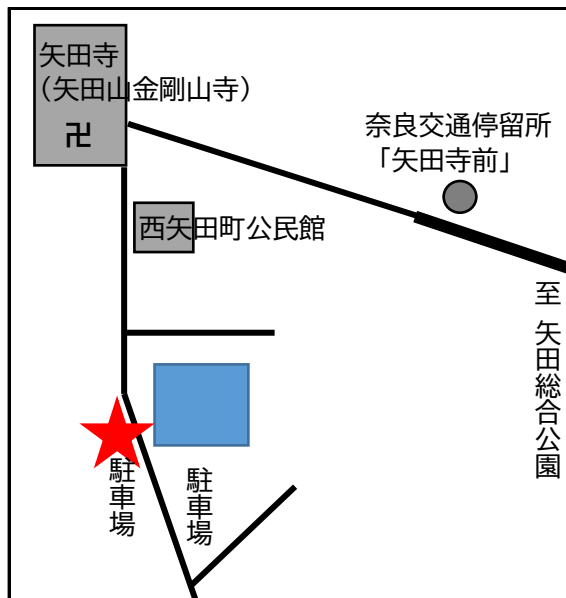 矢田寺
（矢田山金剛山寺）
卍
奈良交通停留所
「矢田寺前」
西矢田町公民館
至 矢田総合公園
駐車場
駐車場